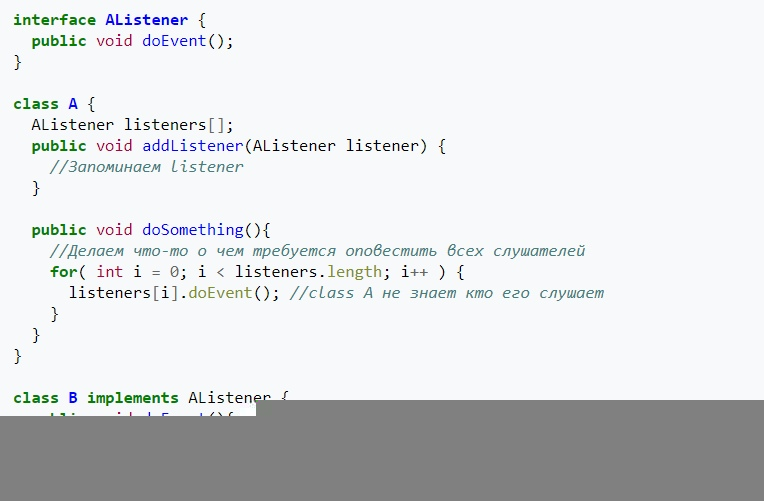 interface AListener {
  public void doEvent();
}

class A {
  AListener listeners[];
  public void addListener(AListener listener) {
    //Запоминаем listener
  }

  public void doSomething(){
    //Делаем что-то о чем требуется оповестить всех слушателей
    for( int i = 0; i < listeners.length; i++ ) {
      listeners[i].doEvent(); //class A не знает кто его слушает
    }
  }
}

class B implements AListener {